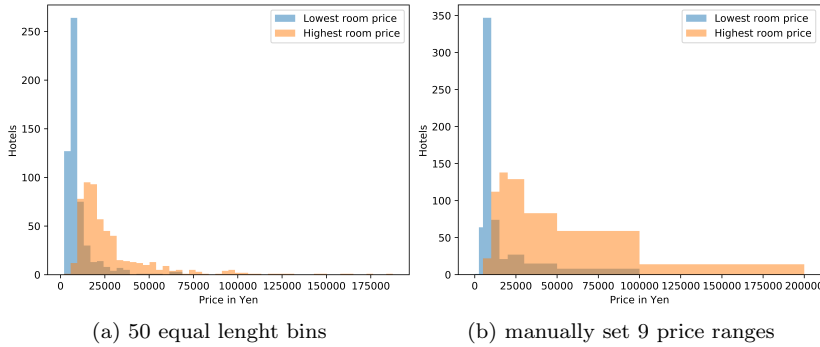 Lowest room price
Highest room price
250
200
150
100
50
0
Hotels
0 25000 50000 75000 100000 125000 150000 175000
Price in Yen
(a) 50 equal lenght bins
Lowest room price
Highest room price
350
300
250
200
150
100
50
0
Hotels
0 25000 50000 75000 100000 125000 150000 175000 200000
Price in Yen
(b) manually set 9 price ranges